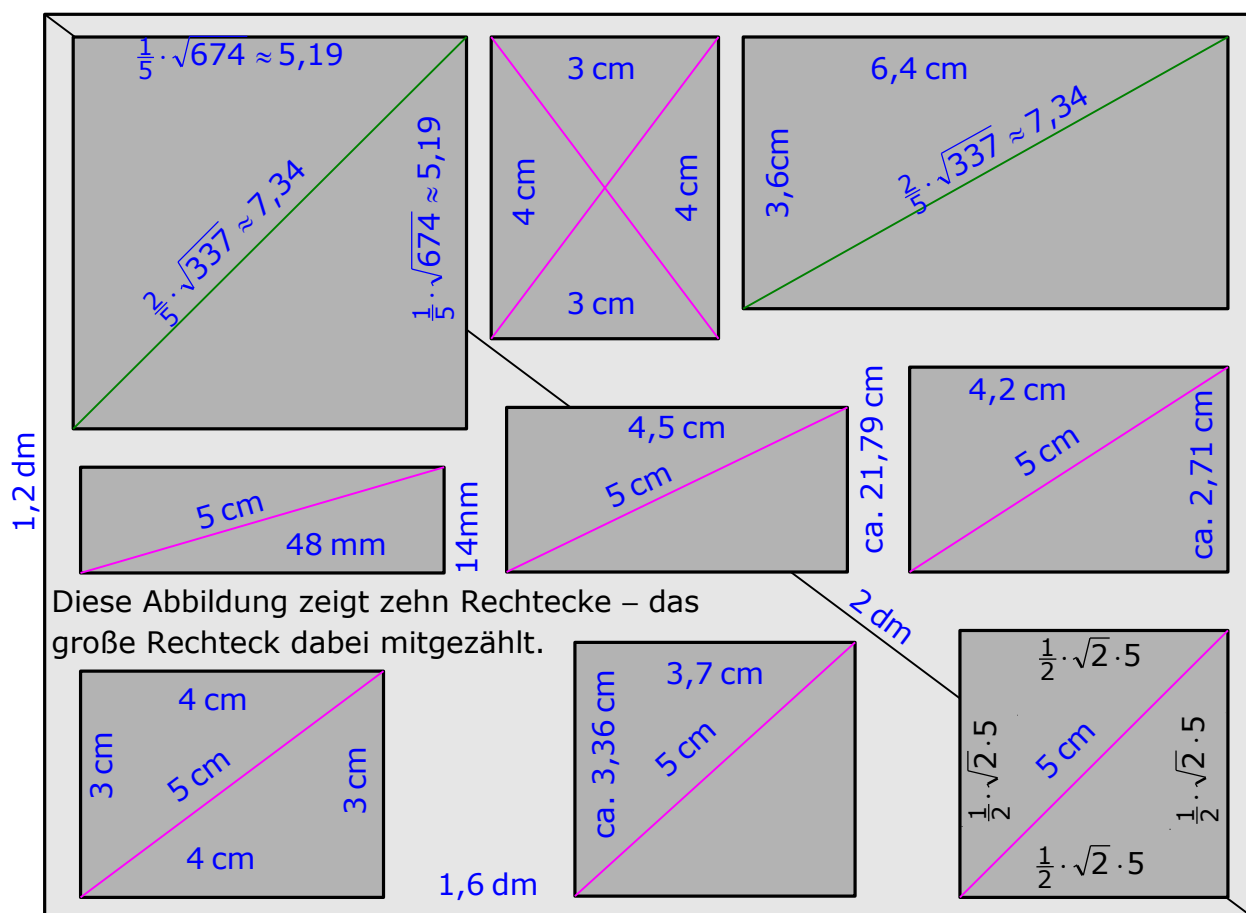 1/5 · √674 ≈ 5,19
2/5 · √337 ≈ 7,34
1/5 · √674 ≈ 5,19
3 cm
4 cm
4 cm
3 cm
6,4 cm
3,6cm
2/5 · √337 ≈ 7,34
1,2 dm
5 cm
48 mm
14mm
4,5 cm
5 cm
ca. 21,79 cm
4,2 cm
5 cm
ca. 2,71 cm
Diese Abbildung zeigt zehn Rechtecke – das
große Rechteck dabei mitgezählt.
2 dm
4 cm
3 cm
5 cm
3 cm
4 cm
1,6 dm
3,7 cm
ca. 3,36 cm
5 cm
1/2 · √2 · 5
1/2 · √2 · 5
5 cm
1/2 · √2 · 5
1/2 · √2 · 5